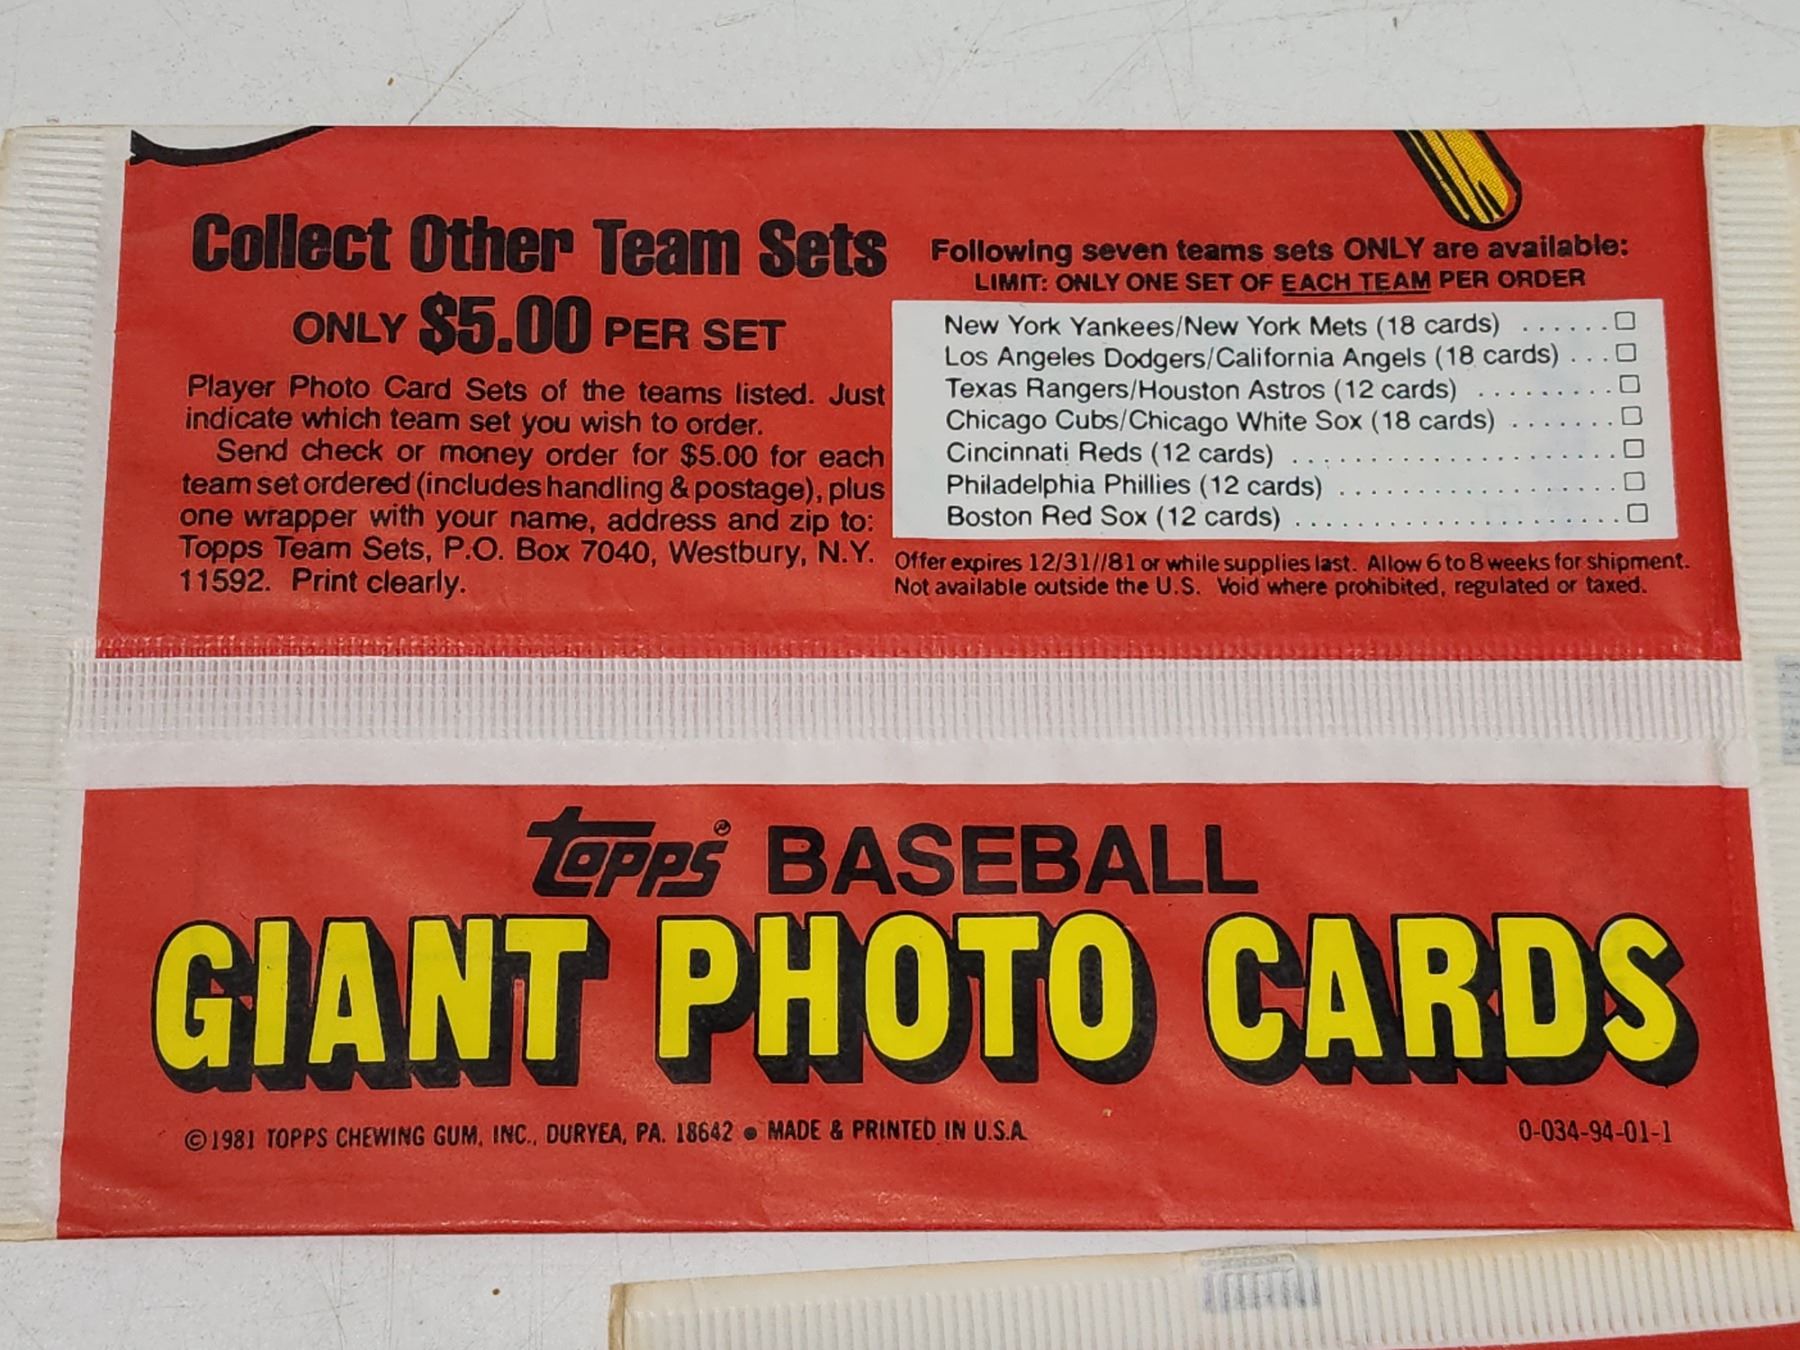 Collect Other Team Sets
ONLY $5.00 PER SET
Player Photo Card Sets of the teams listed. Just
indicate which team set you wish to order.
Send check or money order for $5.00 for each
team set ordered (includes handling & postage), plus
one wrapper with your name, address and zip to:
Topps Team Sets, P.O. Box 7040, Westbury, N.Y.
11592. Print clearly.
Following seven teams sets ONLY are available:
LIMIT: ONLY ONE SET OF EACH TEAM PER ORDER
New York Yankees/New York Mets (18 cards) ...... □
Los Angeles Dodgers/California Angels (18 cards) ... □
Texas Rangers/Houston Astros (12 cards) ......... □
Chicago Cubs/Chicago White Sox (18 cards) ....... □
Cincinnati Reds (12 cards) ...................... □
Philadelphia Phillies (12 cards) ................... □
Boston Red Sox (12 cards) ...................... □
Offer expires 12/31//81 or while supplies last. Allow 6 to 8 weeks for shipment.
Not available outside the U.S. Void where prohibited, regulated or taxed.
Topps® BASEBALL
GIANT PHOTO CARDS
©1981 TOPPS CHEWING GUM, INC., DURYEA, PA. 18642 ● MADE & PRINTED IN U.S.A.
0-034-94-01-1